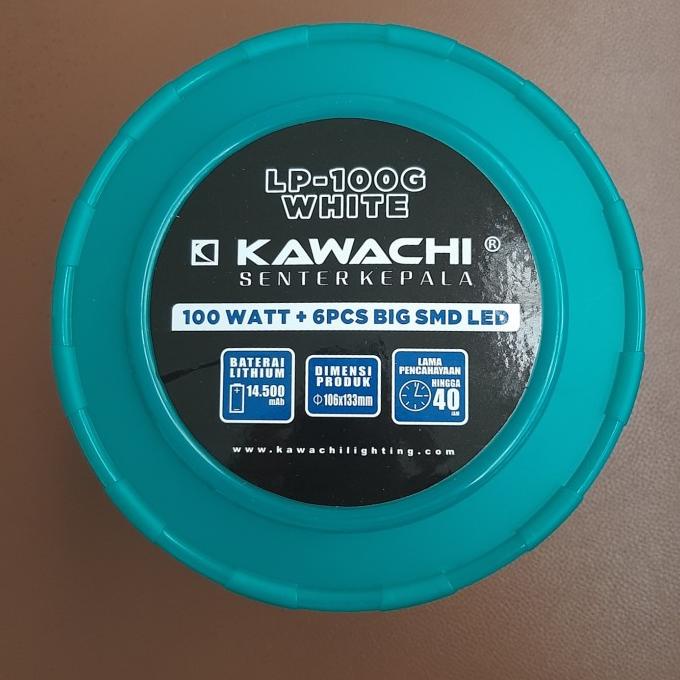 LP-100G
WHITE
KAWACHI ®
SENTER KEPALA
100 WATT + 6PCS BIG SMD LED
BATERAI
LITHIUM
14.500
mAh
DIMENSI
PRODUK
Φ106x133mm
LAMA
PENCAHAYAAN
HINGGA
40
JAM
www.kawachilighting.com